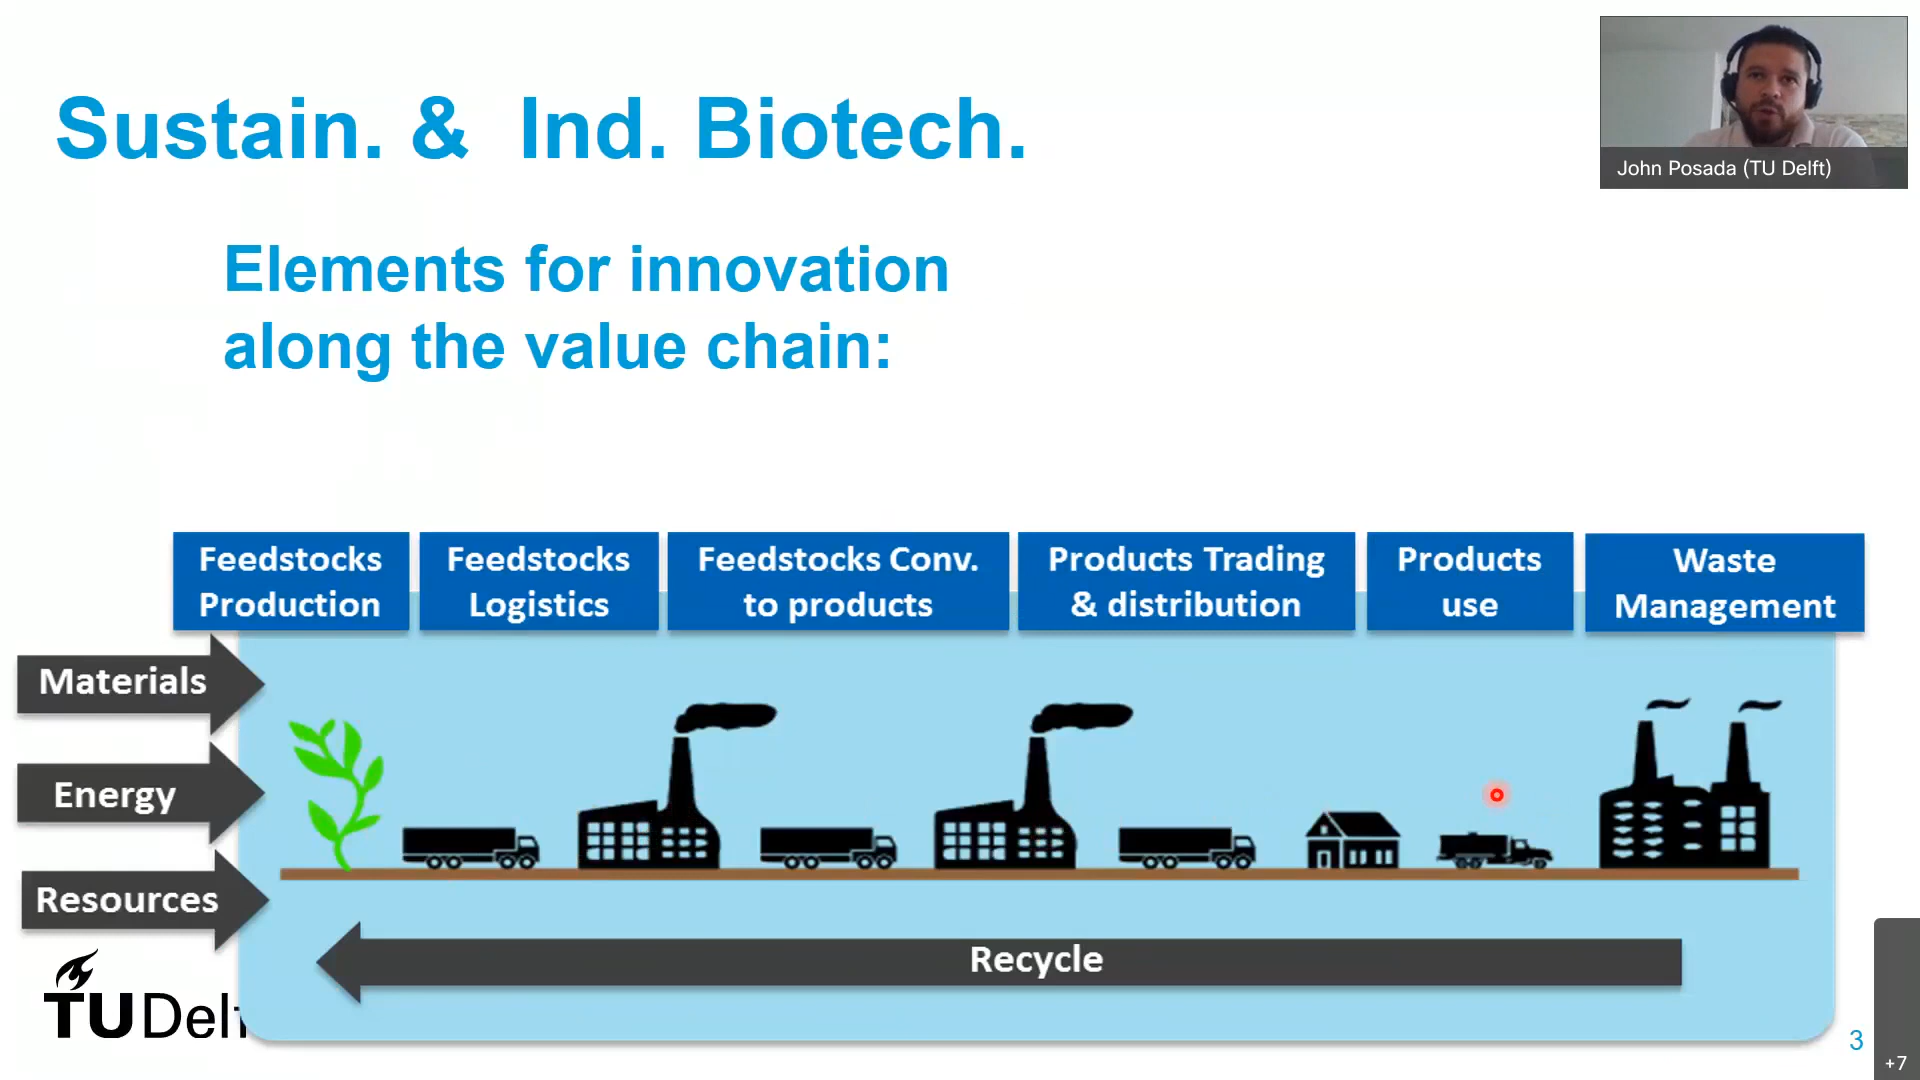 Sustain. & Ind. Biotech.
John Posada (TU Delft)
Elements for innovation
along the value chain:
Feedstocks
Production
Feedstocks
Logistics
Feedstocks Conv.
to products
Products Trading
& distribution
Products
use
Waste
Management
Materials
Energy
Resources
Recycle
TUDelf
3
+7